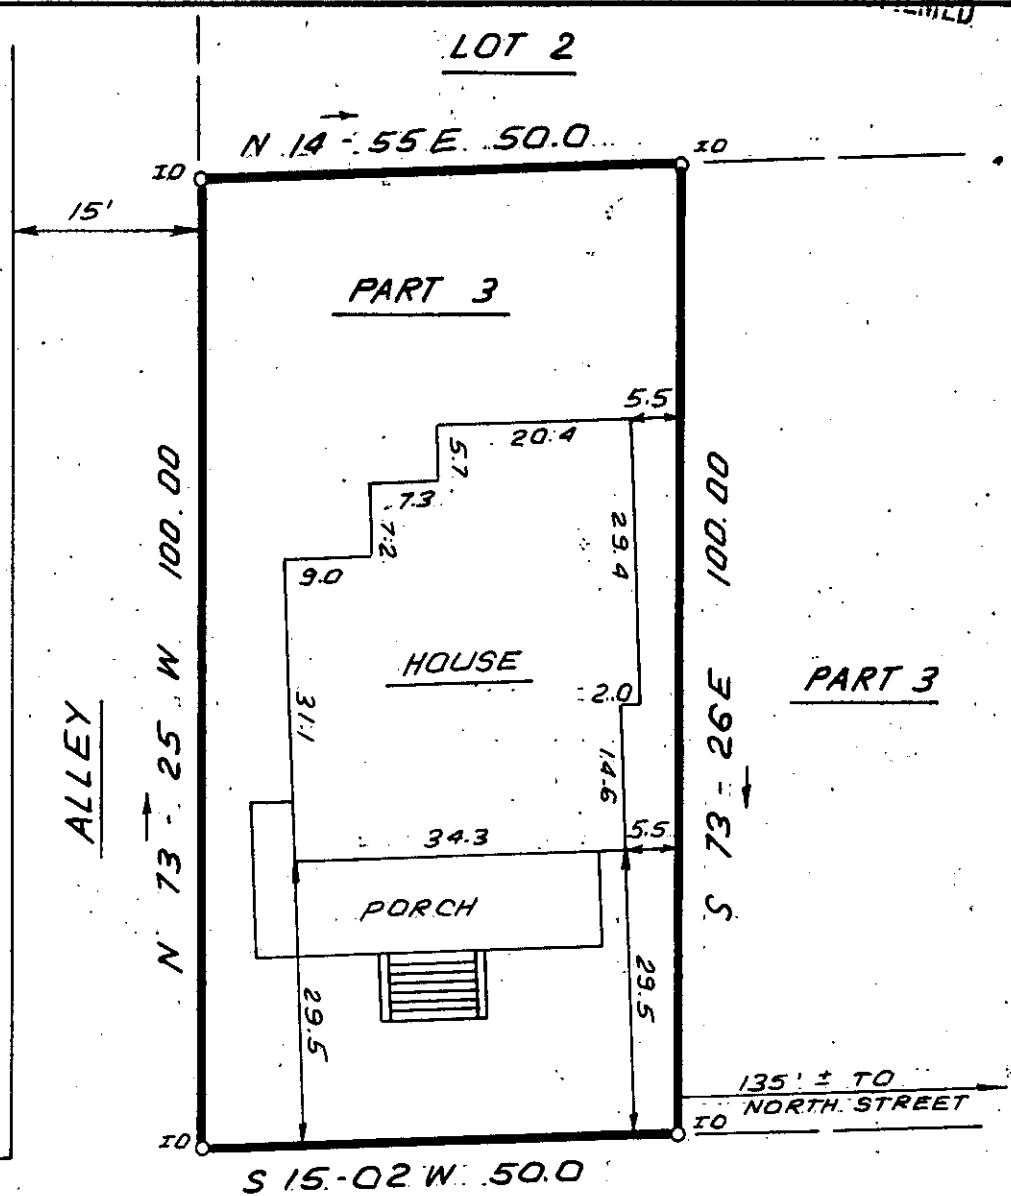 LOT 2
N 14-55 E 50.0
IO
IO
15'
PART 3
5.5
20.4
5.7
7.3
7.2
9.0
29.4
N 73-25 W 100.00
S 73-26 E 100.00
HOUSE
PART 3
2.0
31.1
14.6
ALLEY
34.3
5.5
PORCH
29.5
29.5
135' ± TO
NORTH STREET
IO
IO
S 15-02 W 50.0